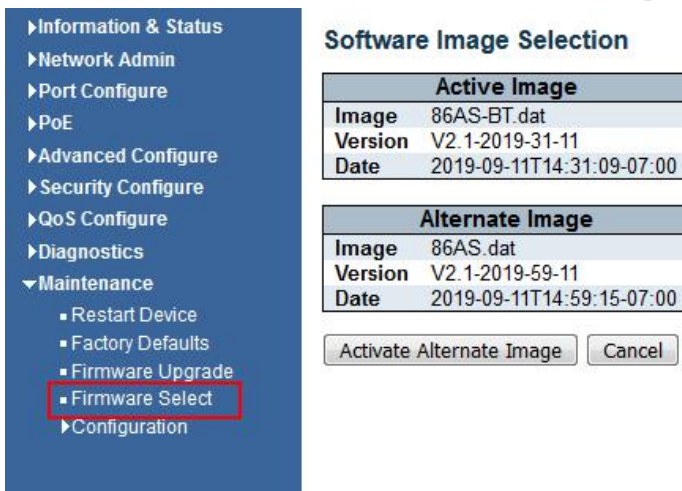 Information & Status
Network Admin
Port Configure
PoE
Advanced Configure
Security Configure
QoS Configure
Diagnostics
Maintenance
Restart Device
Factory Defaults
Firmware Upgrade
Firmware Select
Configuration
Software Image Selection
Active Image
Image 86AS-BT.dat
Version V2.1-2019-31-11
Date 2019-09-11T14:31:09-07:00
Alternate Image
Image 86AS.dat
Version V2.1-2019-59-11
Date 2019-09-11T14:59:15-07:00
Activate Alternate Image Cancel